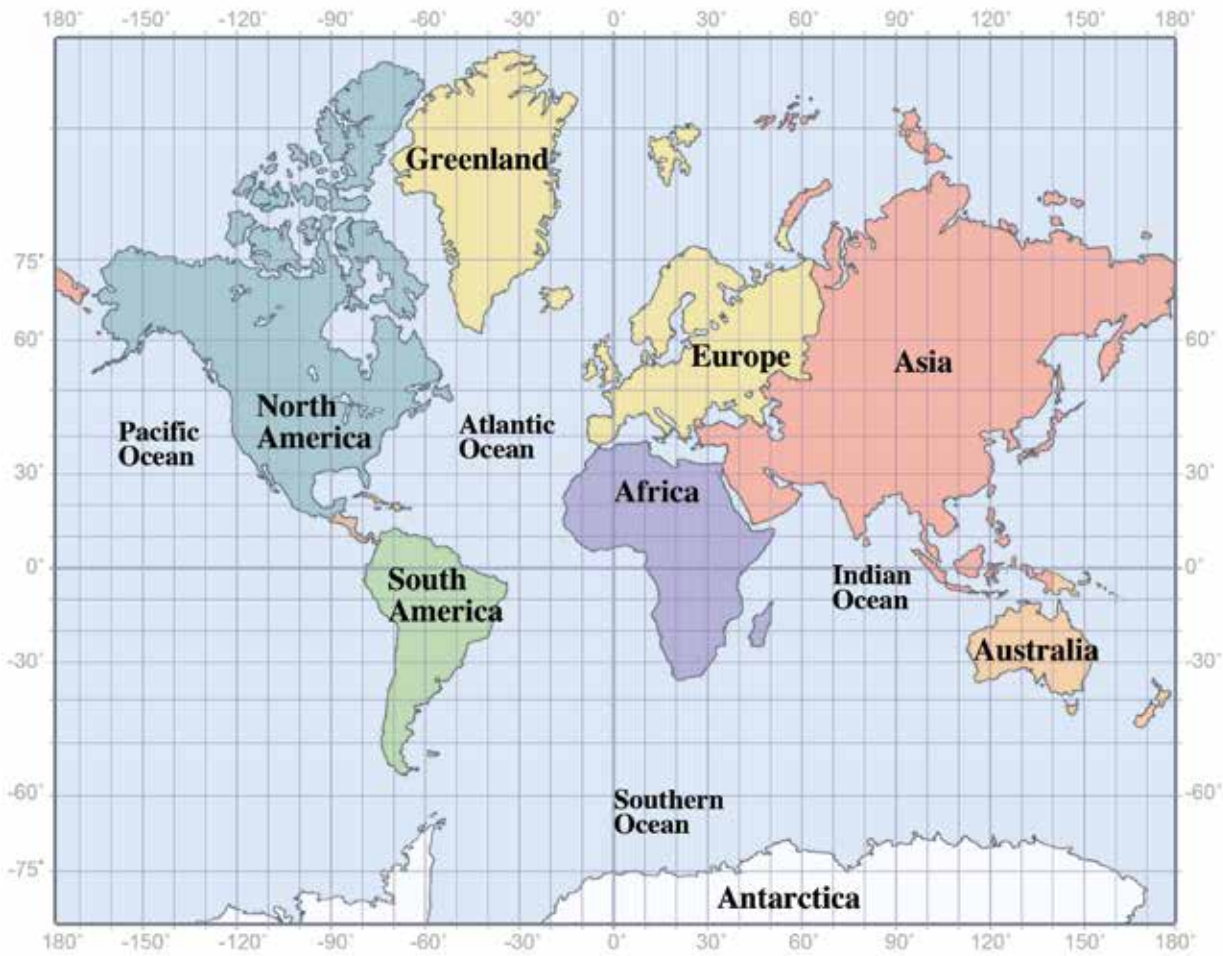 180˚ -150˚ -120˚ -90˚ -60˚ -30˚ 0˚ 30˚ 60˚ 90˚ 120˚ 150˚ 180˚
Greenland
75˚
60˚ 60˚
Europe
Asia
North
America
Pacific
Ocean
Atlantic
Ocean
30˚ 30˚
Africa
0˚ 0˚
South
America
Indian
Ocean
Australia
-30˚ -30˚
-60˚ -60˚
Southern
Ocean
-75˚
Antarctica
180˚ -150˚ -120˚ -90˚ -60˚ -30˚ 0˚ 30˚ 60˚ 90˚ 120˚ 150˚ 180˚